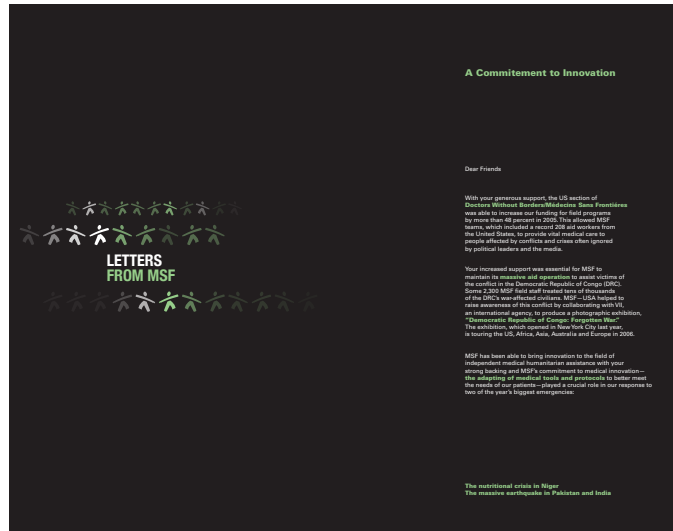 LETTERS
FROM MSF
A Commitement to Innovation
Dear Friends
With your generous support, the US section of
Doctors Without Borders/Médecins Sans Frontières
was able to increase our funding for field programs
by more than 46 percent in 2005. This allowed MSF
teams, which included a record 208 aid workers from
the United States, to provide vital medical care to
people affected by conflicts and crises often ignored
by political leaders and the media.
Your increased support was essential for MSF to
maintain its massive aid operation to assist victims of
the conflict in the Democratic Republic of Congo (DRC).
Some 2,300 MSF field staff treated tens of thousands
of the DRC's war-affected civilians. MSF—USA helped to
raise awareness of this conflict by collaborating with VII,
an international agency, to produce a photographic exhibition,
"Democratic Republic of Congo: Forgotten War."
The exhibition, which opened in New York City last year,
is touring the US, Africa, Asia, Australia and Europe in 2006.
MSF has been able to bring innovation to the field of
independent medical humanitarian assistance with your
strong backing and MSF's commitment to medical innovation—
the adapting of medical tools and protocols to better meet
the needs of our patients—played a crucial role in our response to
two of the year's biggest emergencies:
The nutritional crisis in Niger
The massive earthquake in Pakistan and India